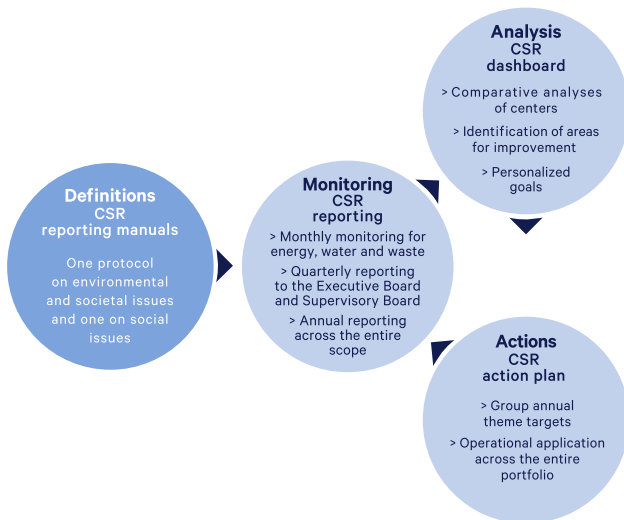 Definitions
CSR
reporting manuals
One protocol
on environmental
and societal issues
and one on social
issues
Monitoring
CSR
reporting
> Monthly monitoring for
energy, water and waste
> Quarterly reporting
to the Executive Board
and Supervisory Board
> Annual reporting
across the entire
scope
Analysis
CSR
dashboard
> Comparative analyses
of centers
> Identification of areas
for improvement
> Personalized
goals
Actions
CSR
action plan
> Group annual
theme targets
> Operational application
across the entire
portfolio